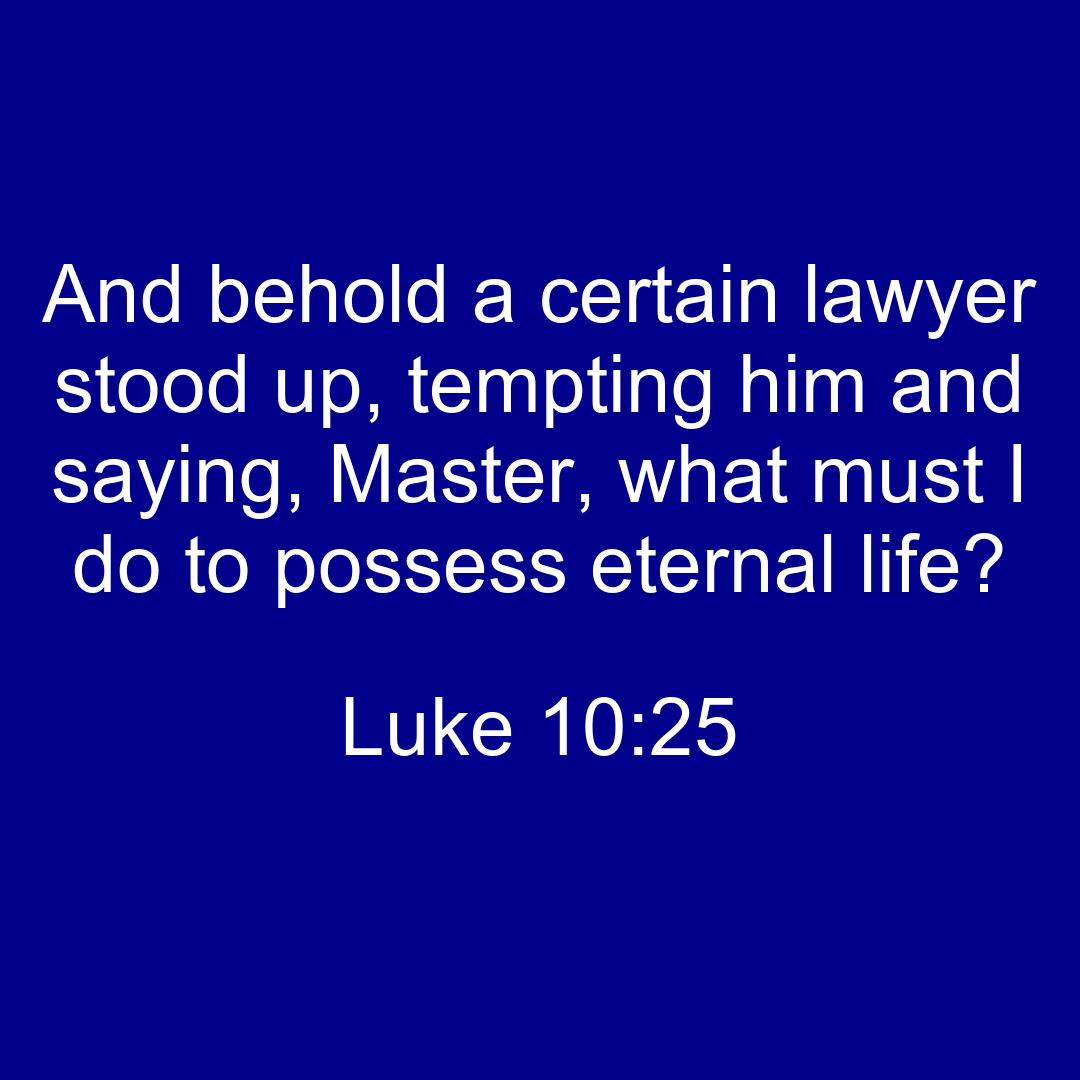 And behold a certain lawyer
stood up, tempting him and
saying, Master, what must I
do to possess eternal life?
Luke 10:25